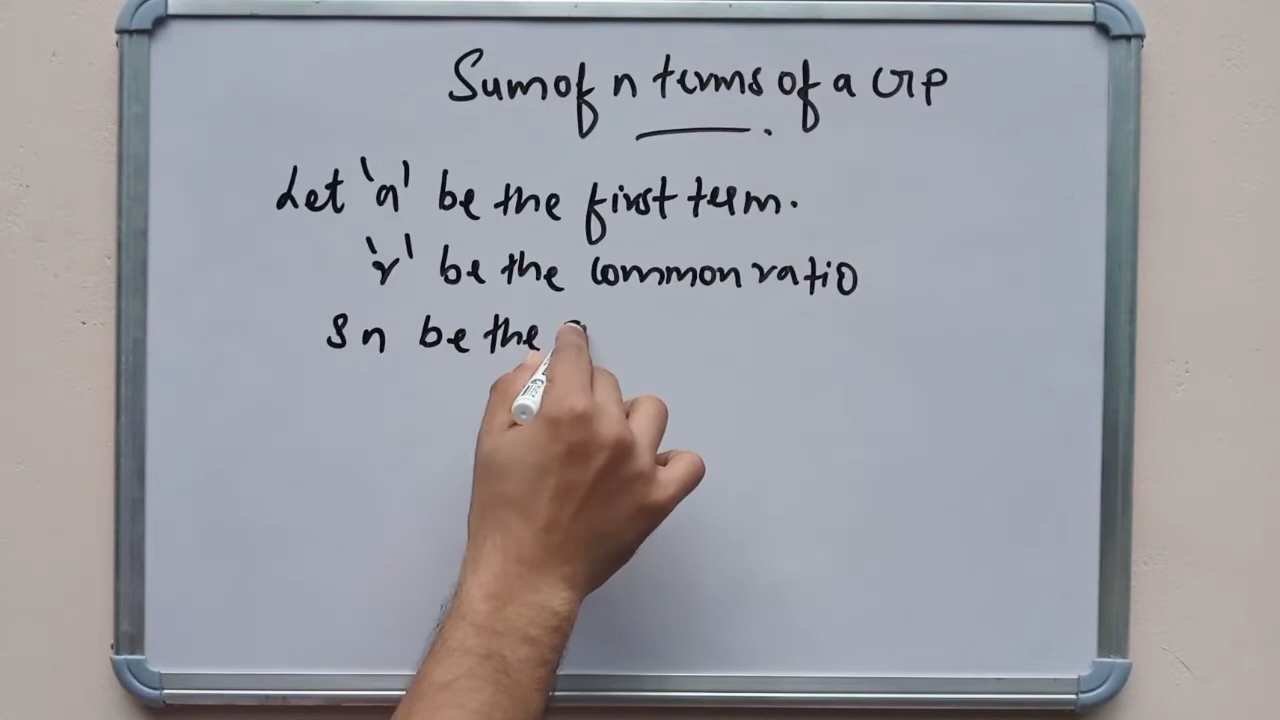 Sum of n terms of a GP
Let 'a' be the first term.
'r' be the common ratio
Sn be the